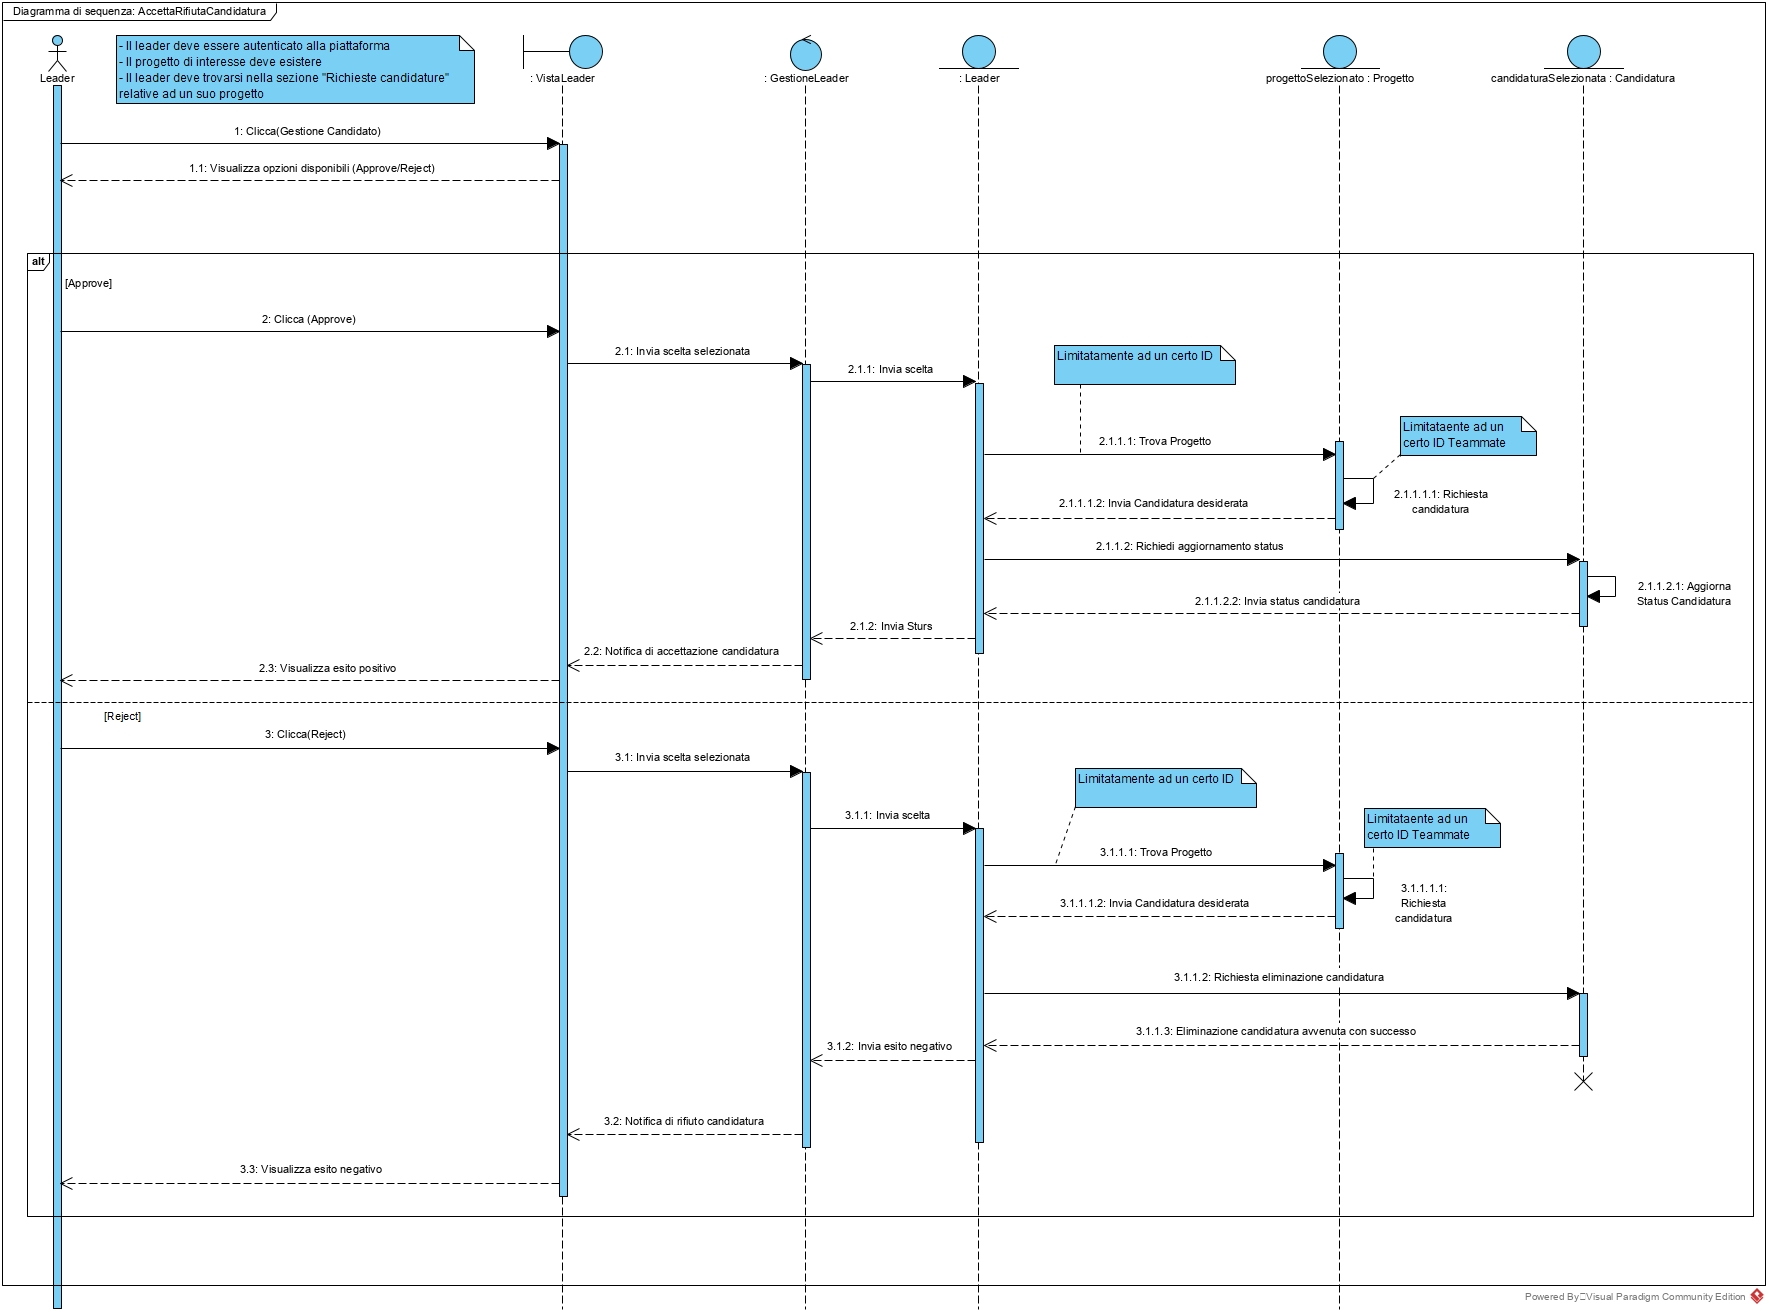 Diagramma di sequenza: AccettaRifiutaCandidatura
- Il leader deve essere autenticato alla piattaforma
- Il progetto di interesse deve esistere
- Il leader deve trovarsi nella sezione "Richieste candidature"
relative ad un suo progetto
Leader
: VistaLeader
: GestioneLeader
: Leader
progettoSelezionato : Progetto
candidaturaSelezionata : Candidatura
1: Clicca(Gestione Candidato)
1.1: Visualizza opzioni disponibili (Approve/Reject)
alt
[Approve]
2: Clicca (Approve)
2.1: Invia scelta selezionata
2.1.1: Invia scelta
Limitatamente ad un certo ID
2.1.1.1: Trova Progetto
Limitataente ad un
certo ID Teammate
2.1.1.1.1: Richiesta
candidatura
2.1.1.1.2: Invia Candidatura desiderata
2.1.1.2: Richiedi aggiornamento status
2.1.1.2.1: Aggiorna
Status Candidatura
2.1.1.2.2: Invia status candidatura
2.1.2: Invia Sturs
2.2: Notifica di accettazione candidatura
2.3: Visualizza esito positivo
[Reject]
3: Clicca(Reject)
3.1: Invia scelta selezionata
3.1.1: Invia scelta
Limitatamente ad un certo ID
3.1.1.1: Trova Progetto
Limitataente ad un
certo ID Teammate
3.1.1.1.1:
Richiesta
candidatura
3.1.1.1.2: Invia Candidatura desiderata
3.1.1.2: Richiesta eliminazione candidatura
3.1.1.3: Eliminazione candidatura avvenuta con successo
3.1.2: Invia esito negativo
3.2: Notifica di rifiuto candidatura
3.3: Visualizza esito negativo
Powered By Visual Paradigm Community Edition